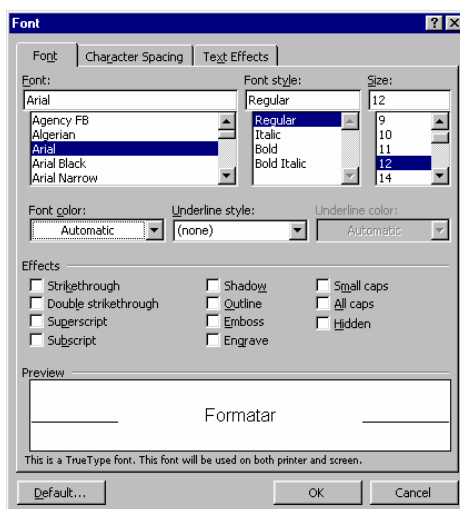 Font
Font Character Spacing Text Effects
Font: Font style: Size:
Arial Regular 12
Agency FB Regular 9
Algerian Italic 10
Arial Bold 11
Arial Black Bold Italic 12
Arial Narrow 14
Font color: Underline style: Underline color:
Automatic (none) Automatic
Effects
Strikethrough Shadow Small caps
Double strikethrough Outline All caps
Superscript Emboss Hidden
Subscript Engrave
Preview
Formatar
This is a TrueType font. This font will be used on both printer and screen.
Default... OK Cancel